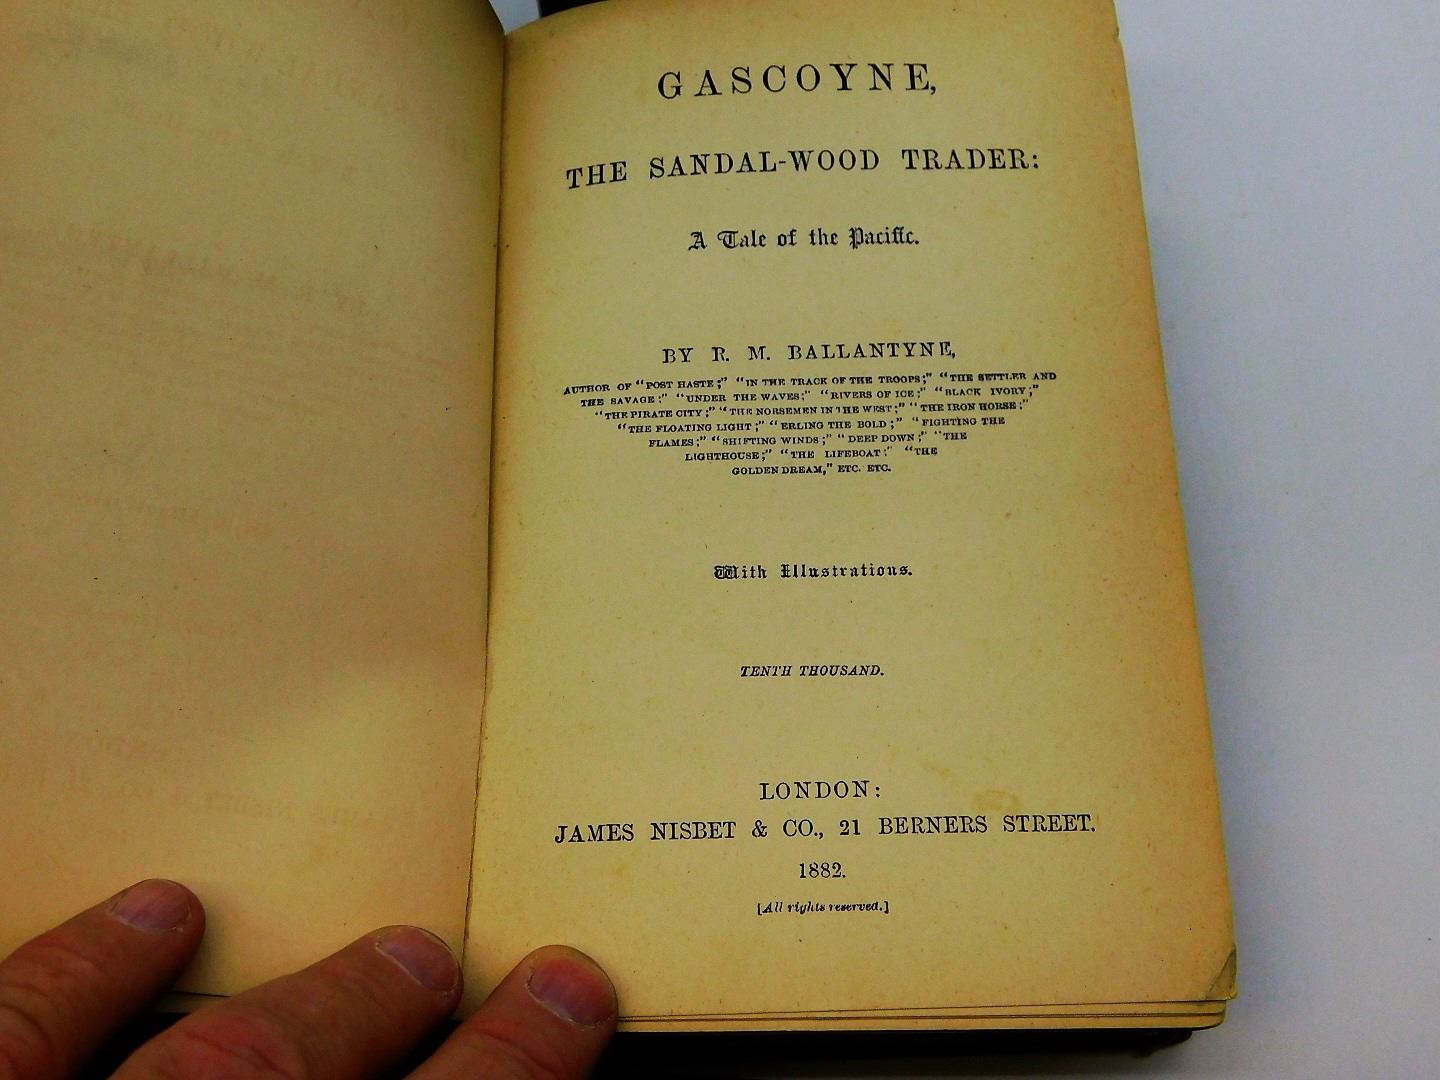 GASCOYNE,
THE SANDAL-WOOD TRADER:
A Tale of the Pacific.
BY R. M. BALLANTYNE,
AUTHOR OF "POST HASTE;" "IN THE TRACK OF THE TROOPS;" "THE SETTLER AND
THE SAVAGE;" "UNDER THE WAVES;" "RIVERS OF ICE;" "BLACK IVORY;"
"THE PIRATE CITY;" "THE NORSEMEN IN THE WEST;" "THE IRON HORSE;"
"THE FLOATING LIGHT;" "ERLING THE BOLD;" "FIGHTING THE
FLAMES;" "SHIFTING WINDS;" "DEEP DOWN;" "THE
LIGHTHOUSE;" "THE LIFEBOAT;" "THE
GOLDEN DREAM," ETC. ETC.
With Illustrations.
TENTH THOUSAND.
LONDON:
JAMES NISBET & CO., 21 BERNERS STREET.
1882.
[All rights reserved.]